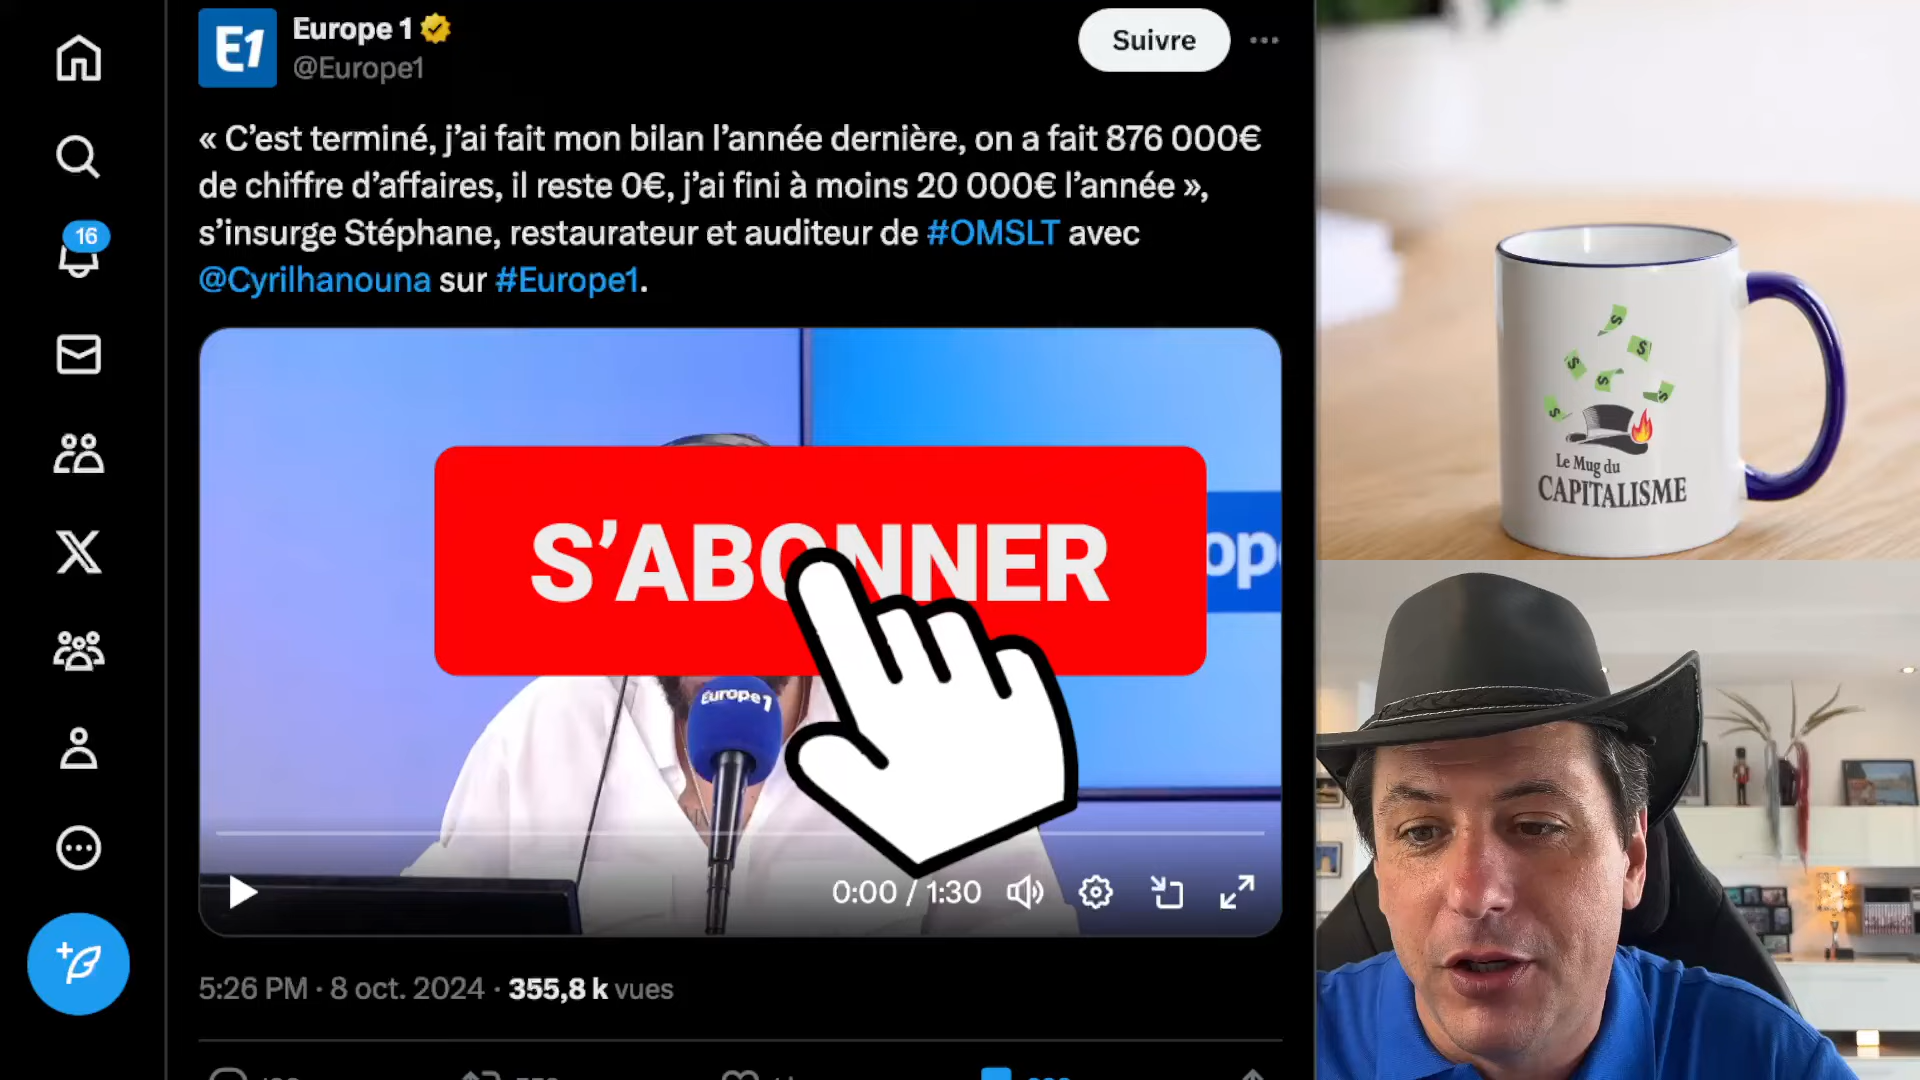 E1
Europe 1
@Europe1
Suivre
16
« C’est terminé, j’ai fait mon bilan l’année dernière, on a fait 876 000€
de chiffre d’affaires, il reste 0€, j’ai fini à moins 20 000€ l’année »,
s’insurge Stéphane, restaurateur et auditeur de #OMSLT avec
@Cyrilhanouna sur #Europe1.
S’ABONNER
ope
Europe 1
0:00 / 1:30
5:26 PM · 8 oct. 2024 · 355,8 k vues
$
$
$
$
$
$
Le Mug du
CAPITALISME